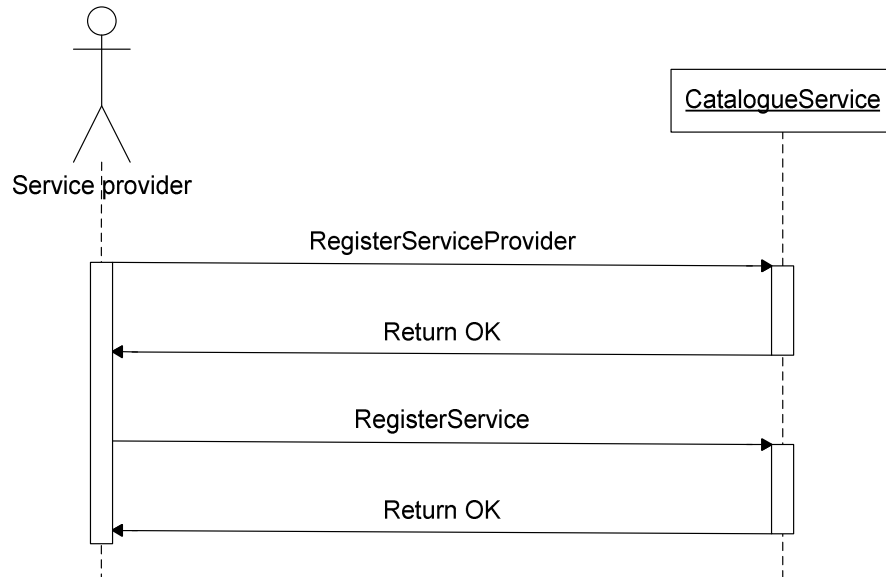 CatalogueService
Service provider
RegisterServiceProvider
Return OK
RegisterService
Return OK